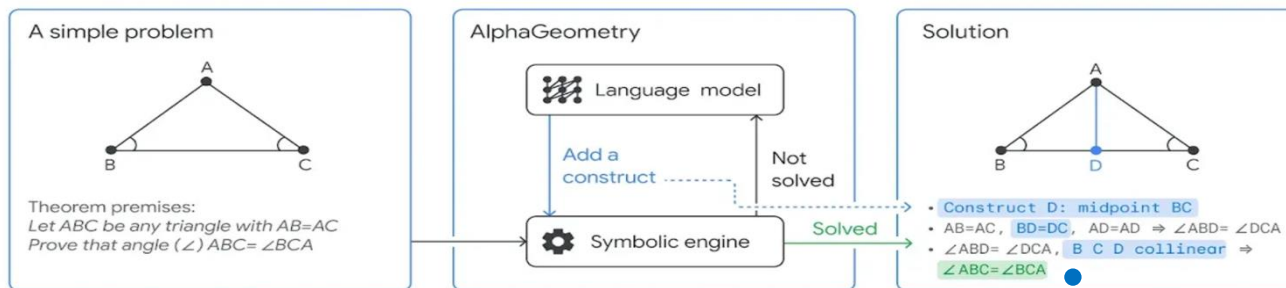 A simple problem
A
B
C
Theorem premises:
Let ABC be any triangle with AB=AC
Prove that angle (∠) ABC= ∠BCA
AlphaGeometry
Language model
Add a
construct
Not
solved
Symbolic engine
Solved
Solution
A
B
D
C
• Construct D: midpoint BC
• AB=AC, BD=DC, AD=AD ⇒ ∠ABD= ∠DCA
• ∠ABD= ∠DCA, B C D collinear ⇒
∠ABC=∠BCA